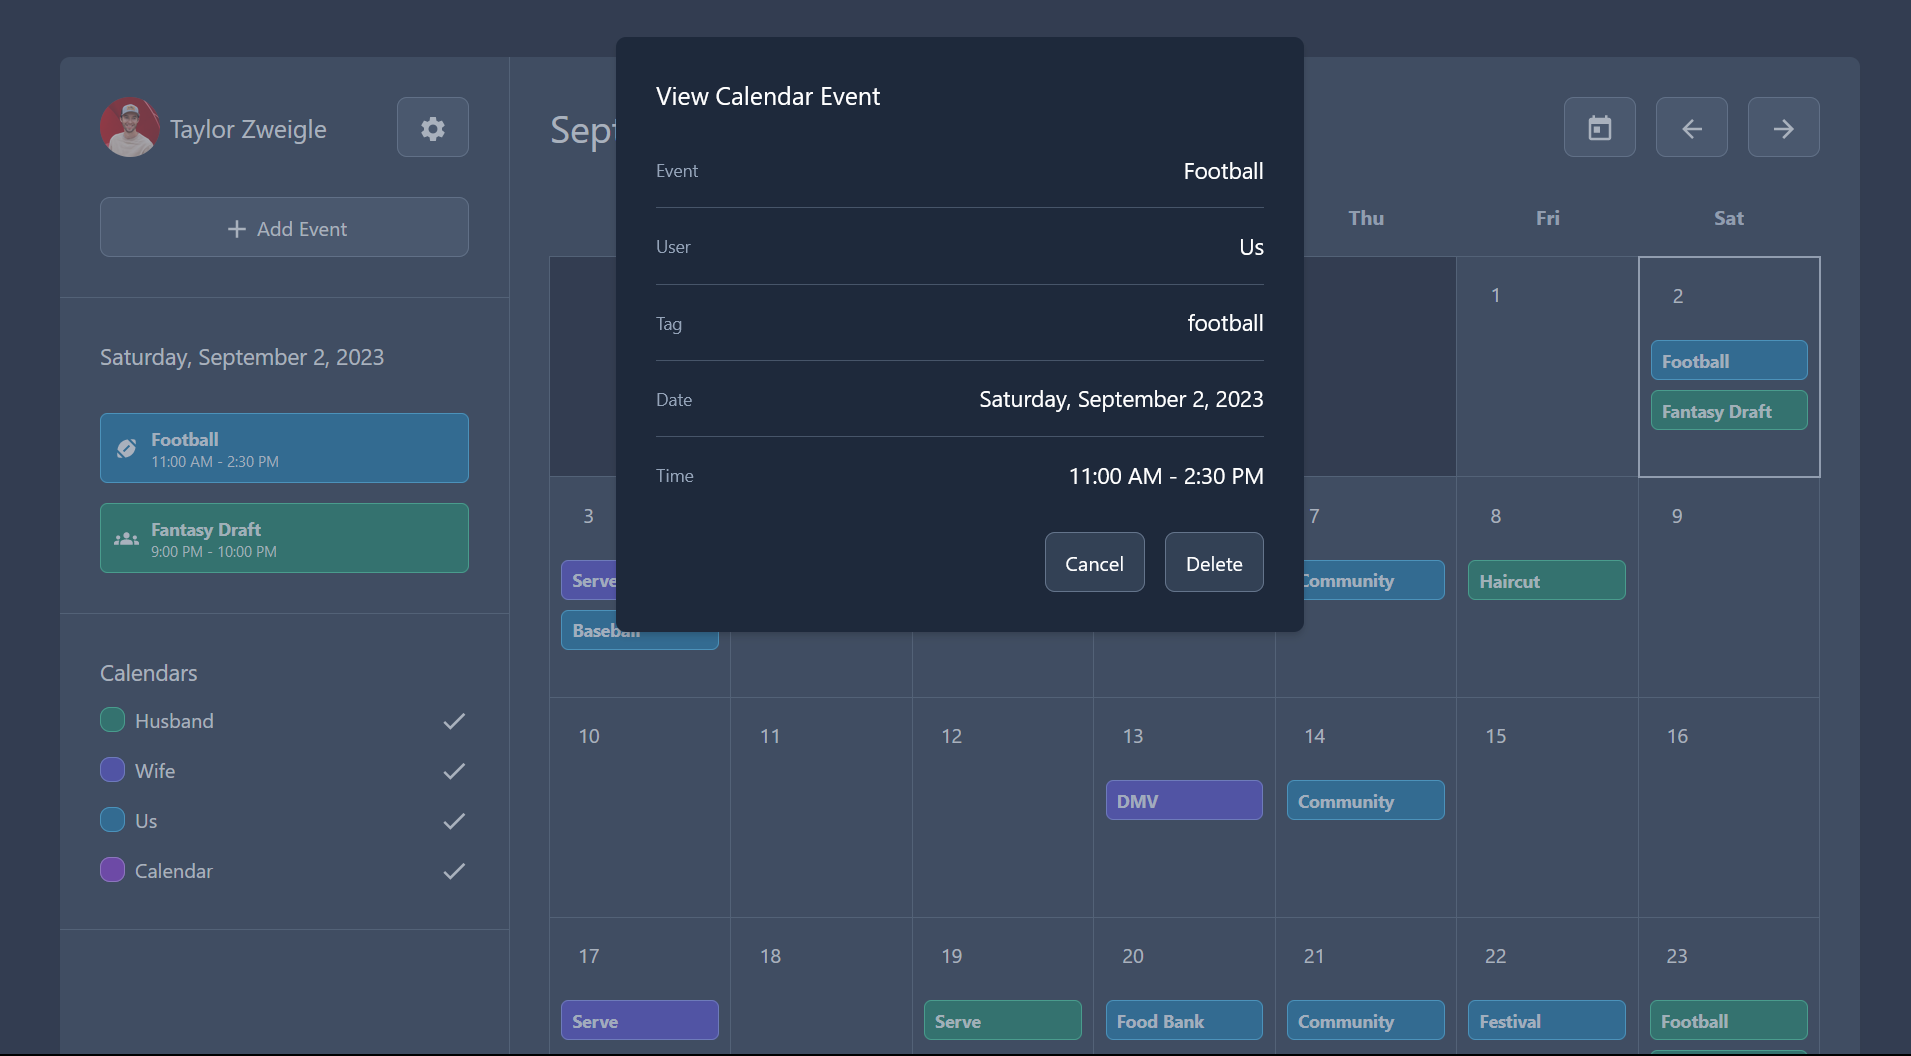 Taylor Zweigle
Add Event
Saturday, September 2, 2023
Football
11:00 AM - 2:30 PM
Fantasy Draft
9:00 PM - 10:00 PM
Calendars
Husband
Wife
Us
Calendar
View Calendar Event
Event Football
User Us
Tag football
Date Saturday, September 2, 2023
Time 11:00 AM - 2:30 PM
Cancel Delete
Sept
Thu Fri Sat
1 2
Football
Fantasy Draft
3 7 8 9
Serve Community Haircut
Baseball
10 11 12 13 14 15 16
DMV Community
17 18 19 20 21 22 23
Serve Serve Food Bank Community Festival Football